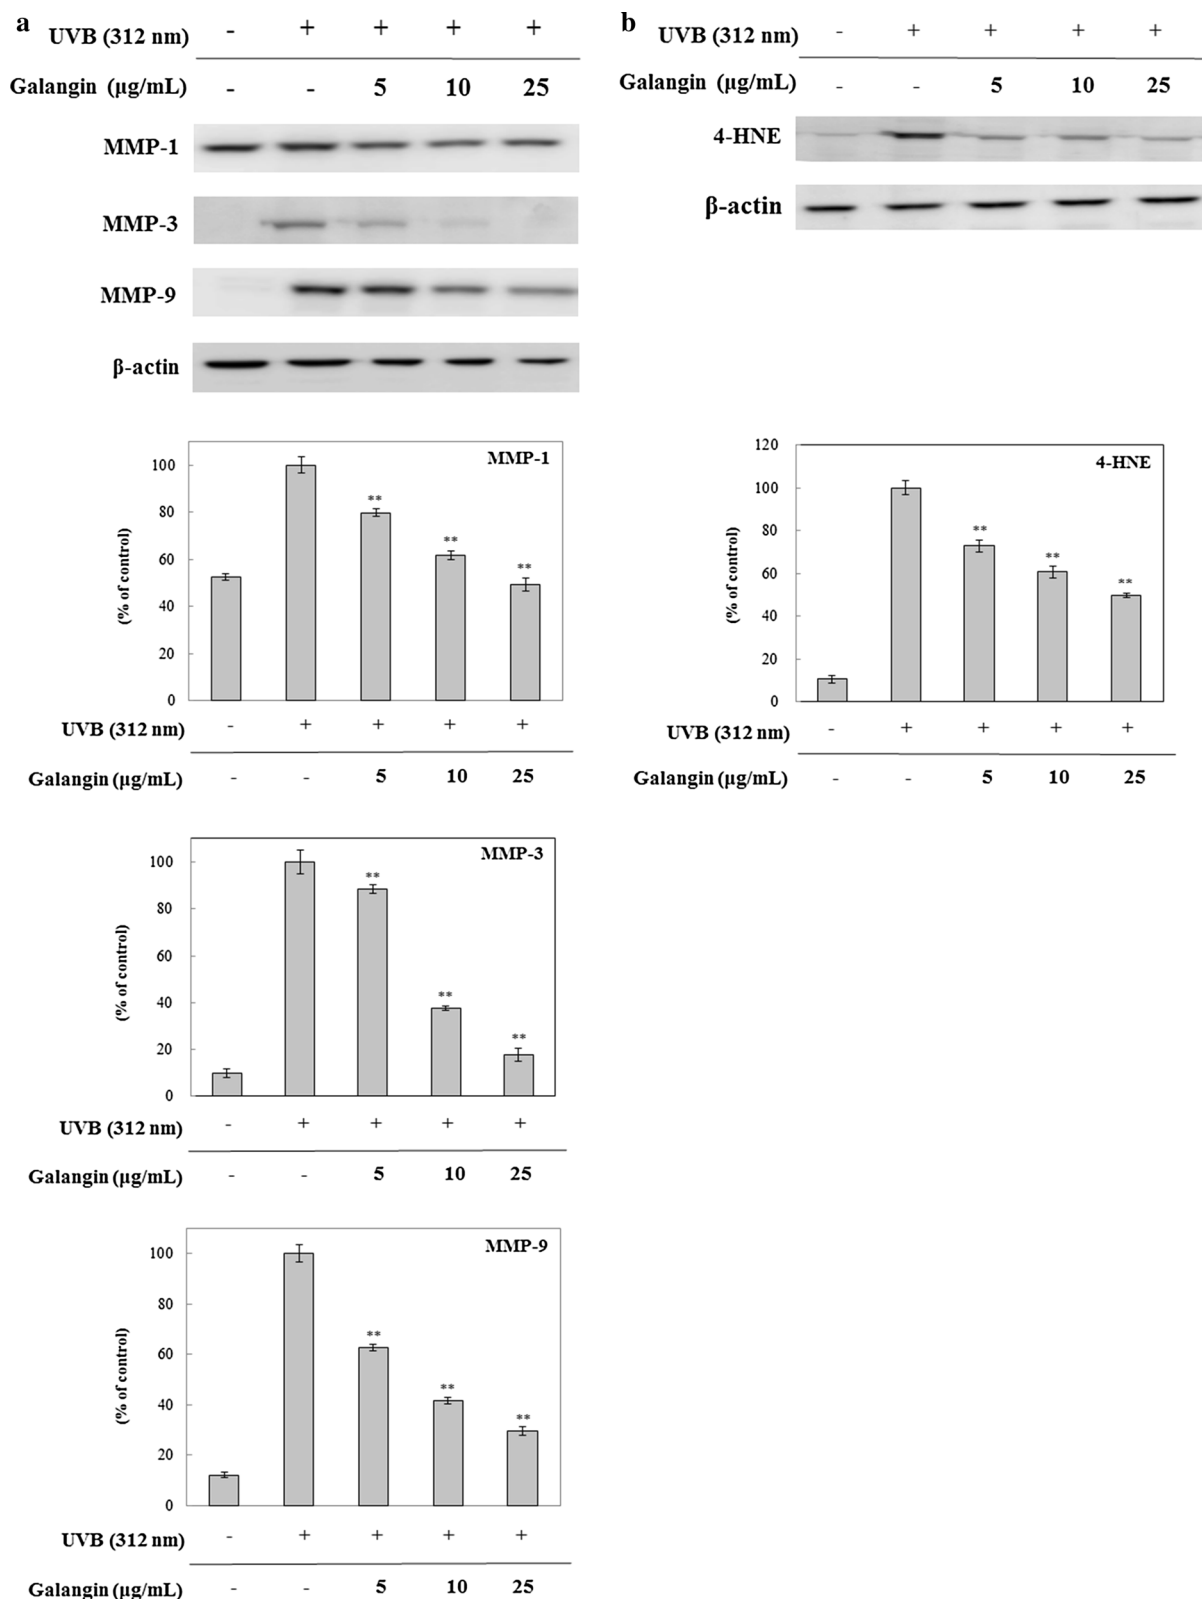 a
UVB (312 nm) - + + + +
Galangin (μg/mL) - - 5 10 25
MMP-1
MMP-3
MMP-9
β-actin
MMP-1
(% of control)
100
80
60
40
20
0
** ** **
UVB (312 nm) - + + + +
Galangin (μg/mL) - - 5 10 25
MMP-3
(% of control)
100
80
60
40
20
0
** ** **
UVB (312 nm) - + + + +
Galangin (μg/mL) - - 5 10 25
MMP-9
(% of control)
100
80
60
40
20
0
** ** **
UVB (312 nm) - + + + +
Galangin (μg/mL) - - 5 10 25
b
UVB (312 nm) - + + + +
Galangin (μg/mL) - - 5 10 25
4-HNE
β-actin
4-HNE
(% of control)
120
100
80
60
40
20
0
** ** **
UVB (312 nm) - + + + +
Galangin (μg/mL) - - 5 10 25